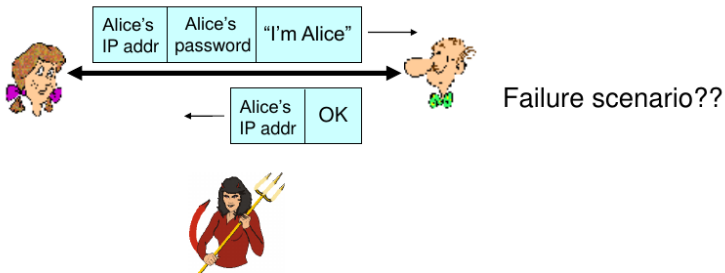 Alice's
IP addr
Alice's
password
“I'm Alice”
Failure scenario??
Alice's
IP addr
OK